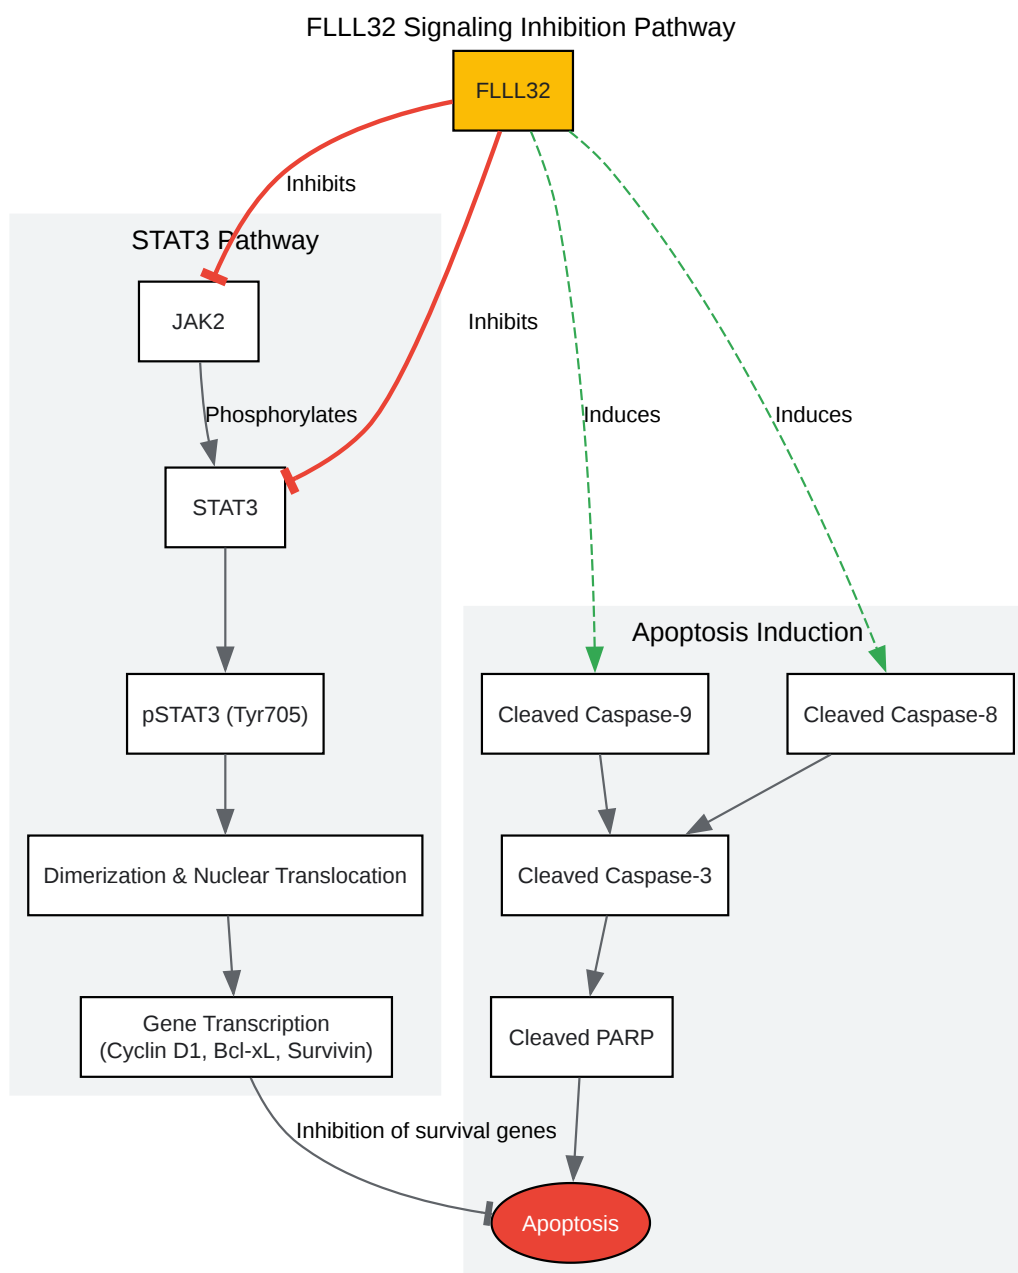 FLLL32 Signaling Inhibition Pathway
FLLL32
Inhibits
STAT3 Pathway
JAK2
Inhibits
Phosphorylates
Induces
Induces
STAT3
Apoptosis Induction
pSTAT3 (Tyr705)
Cleaved Caspase-9
Cleaved Caspase-8
Dimerization & Nuclear Translocation
Cleaved Caspase-3
Gene Transcription
(Cyclin D1, Bcl-xL, Survivin)
Cleaved PARP
Inhibition of survival genes
Apoptosis